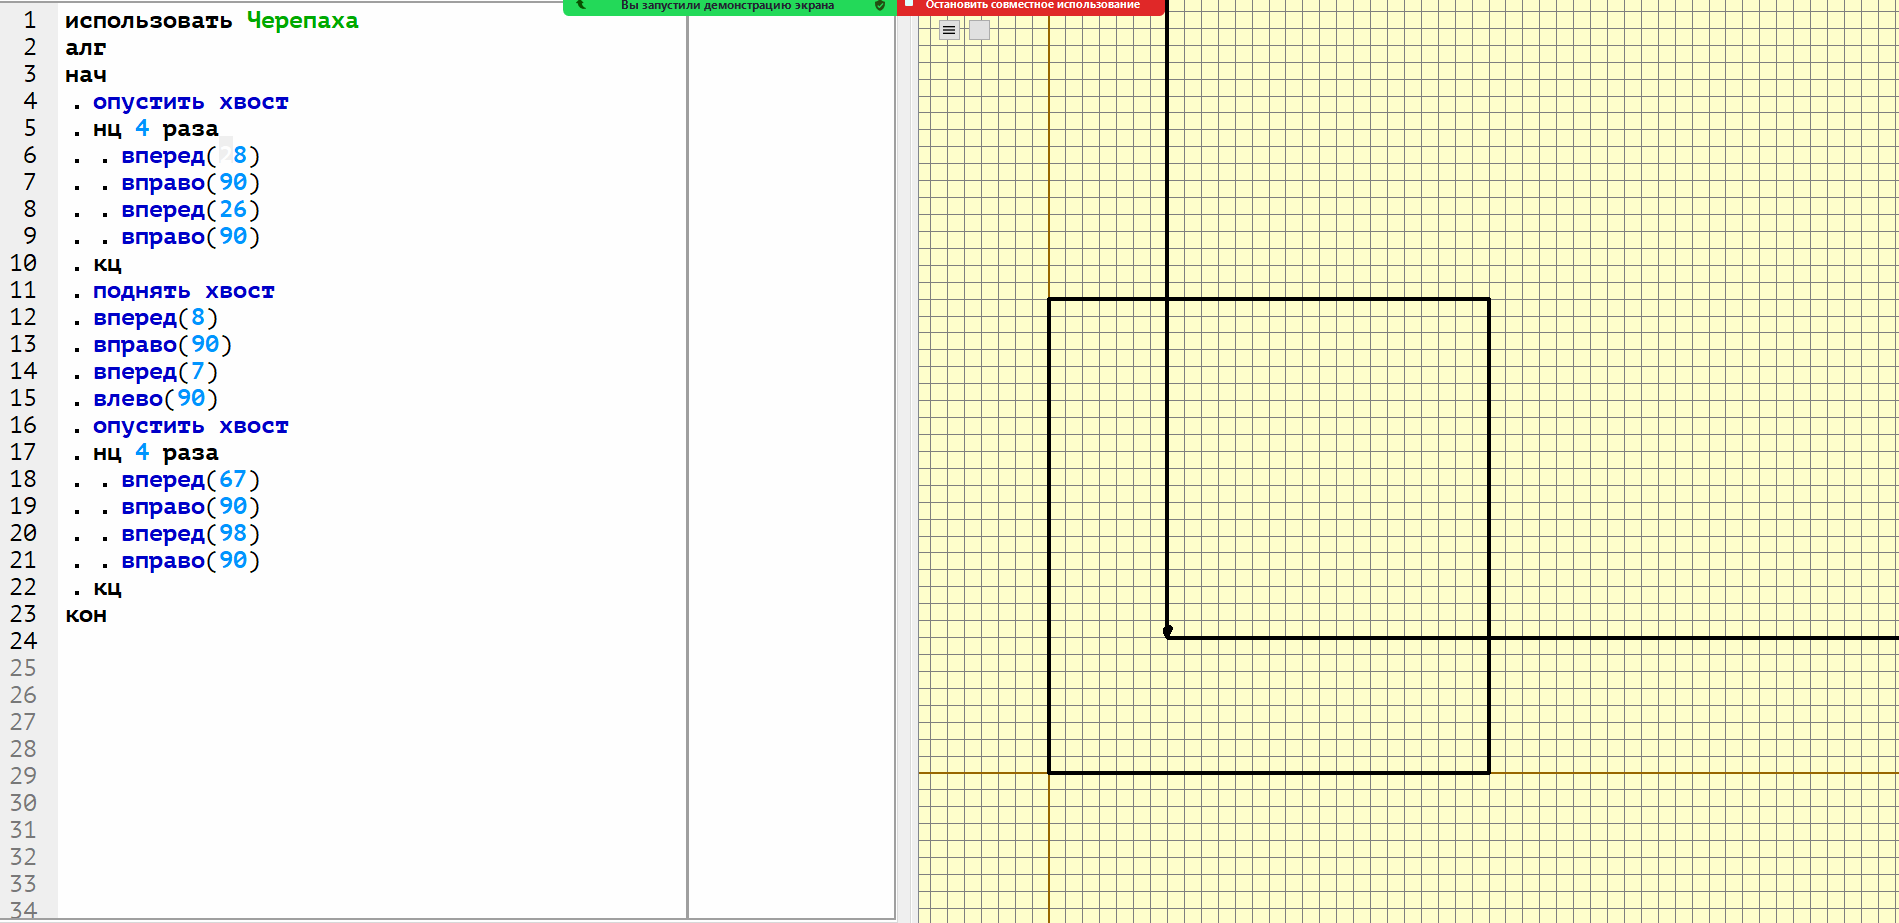 Вы запустили демонстрацию экрана
Остановить совместное использование
1 использовать Черепаха
2 алг
3 нач
4 . опустить хвост
5 . нц 4 раза
6 . . вперед(28)
7 . . вправо(90)
8 . . вперед(26)
9 . . вправо(90)
10 . кц
11 . поднять хвост
12 . вперед(8)
13 . вправо(90)
14 . вперед(7)
15 . влево(90)
16 . опустить хвост
17 . нц 4 раза
18 . . вперед(67)
19 . . вправо(90)
20 . . вперед(98)
21 . . вправо(90)
22 . кц
23 кон
24
25
26
27
28
29
30
31
32
33
34